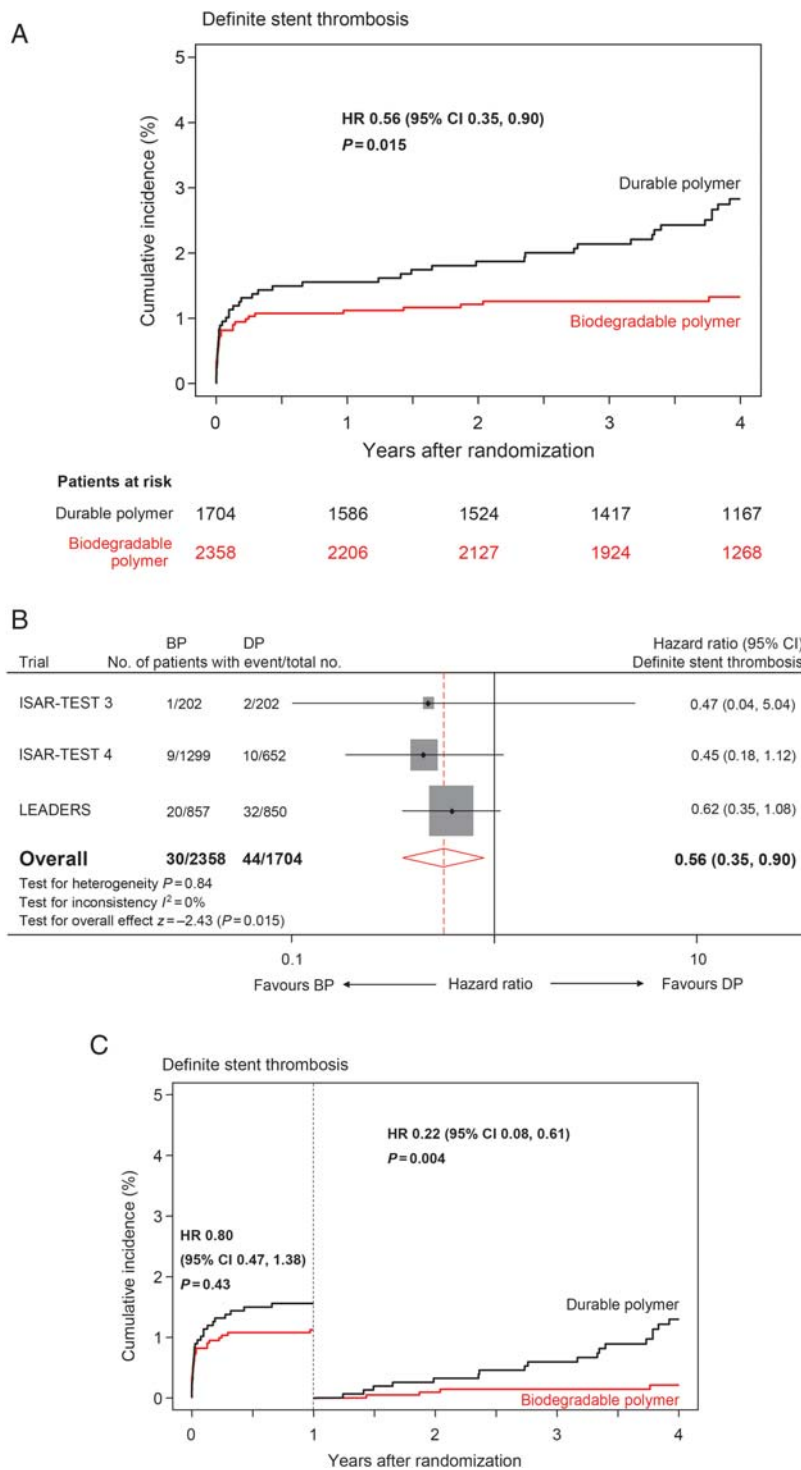 A
Definite stent thrombosis
5
4
3
2
1
0
Cumulative incidence (%)
HR 0.56 (95% CI 0.35, 0.90)
P=0.015
Durable polymer
Biodegradable polymer
0 1 2 3 4
Years after randomization
Patients at risk
Durable polymer 1704 1586 1524 1417 1167
Biodegradable
polymer 2358 2206 2127 1924 1268
B
BP DP Hazard ratio (95% CI)
Trial No. of patients with event/total no. Definite stent thrombosis
ISAR-TEST 3 1/202 2/202 0.47 (0.04, 5.04)
ISAR-TEST 4 9/1299 10/652 0.45 (0.18, 1.12)
LEADERS 20/857 32/850 0.62 (0.35, 1.08)
Overall 30/2358 44/1704 0.56 (0.35, 0.90)
Test for heterogeneity P=0.84
Test for inconsistency I²=0%
Test for overall effect z=–2.43 (P=0.015)
0.1 10
Favours BP Hazard ratio Favours DP
C
Definite stent thrombosis
5
4
3
2
1
0
Cumulative incidence (%)
HR 0.22 (95% CI 0.08, 0.61)
P=0.004
HR 0.80
(95% CI 0.47, 1.38)
P=0.43
Durable polymer
Biodegradable polymer
0 1 2 3 4
Years after randomization